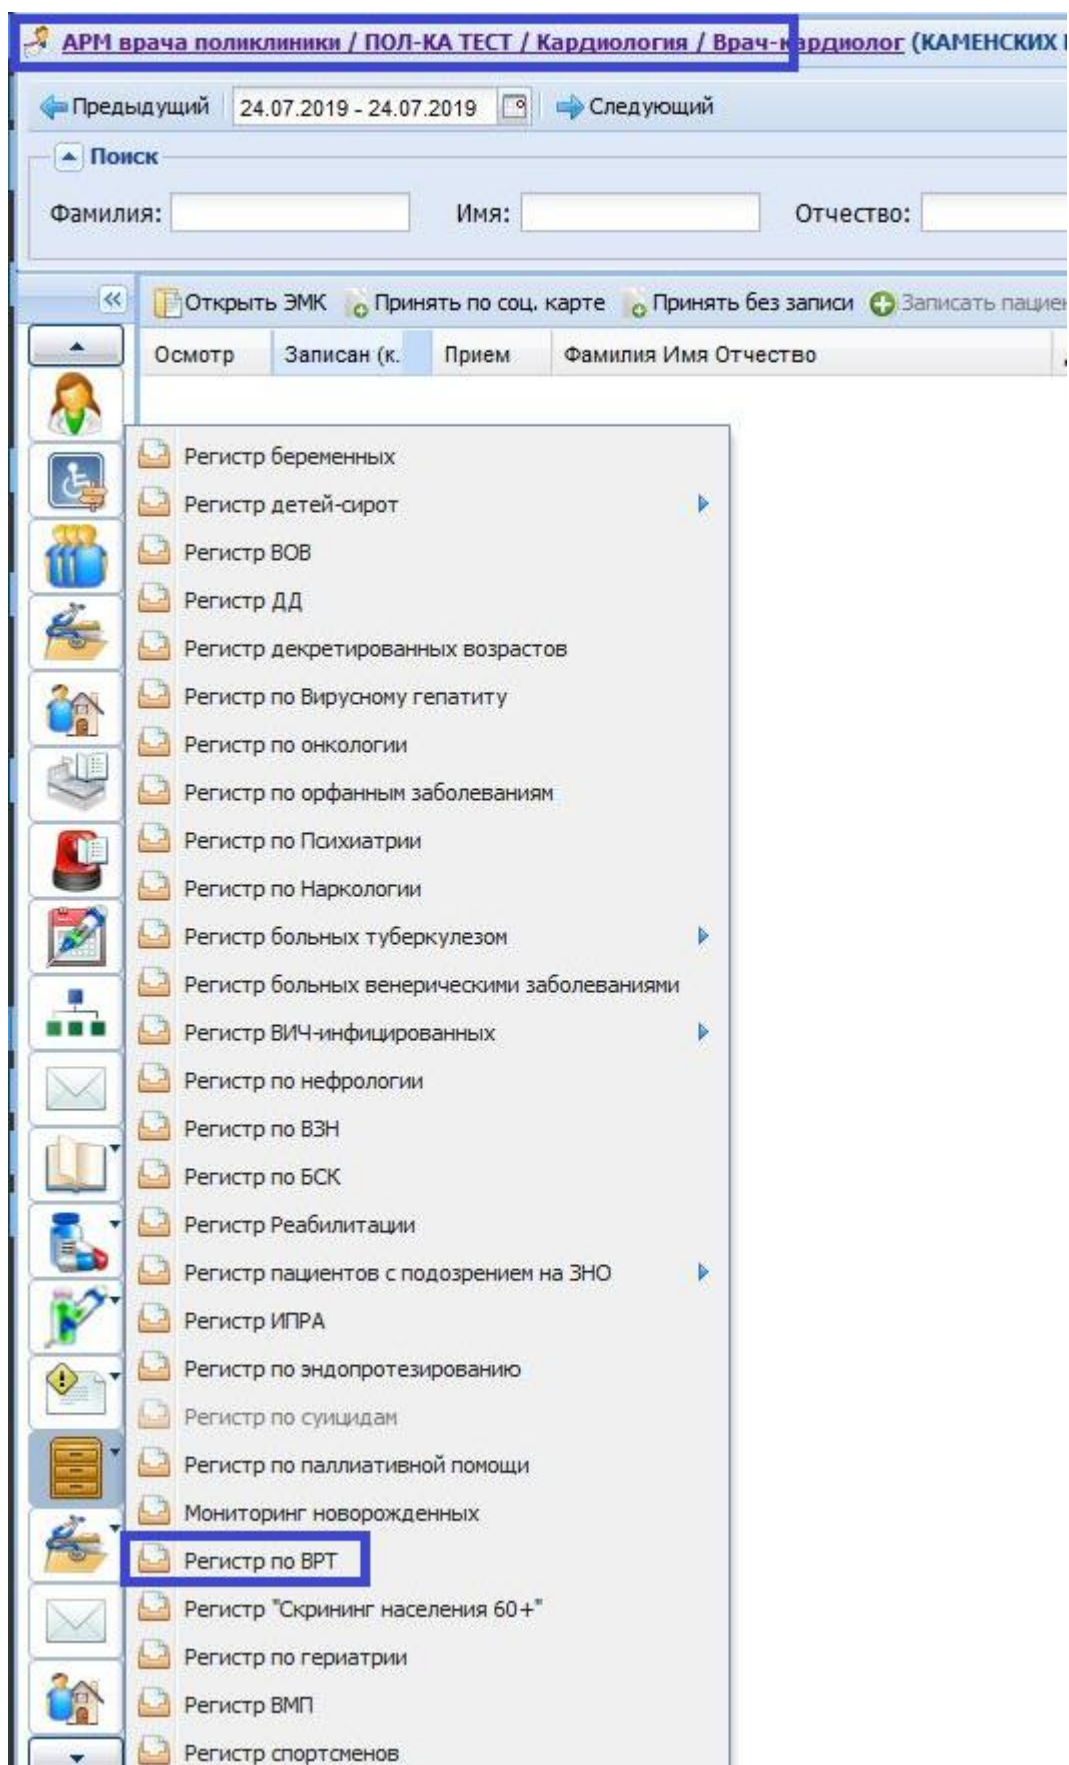 АРМ врача поликлиники / ПОЛ-КА ТЕСТ / Кардиология / Врач-кардиолог (КАМЕНСКИХ
Предыдущий 24.07.2019 - 24.07.2019 Следующий
Поиск
Фамилия: Имя: Отчество:
Открыть ЭМК Принять по соц. карте Принять без записи Записать пациен
Осмотр Записан (к. Прием Фамилия Имя Отчество
Регистр беременных
Регистр детей-сирот
Регистр ВОВ
Регистр ДД
Регистр декретированных возрастов
Регистр по Вирусному гепатиту
Регистр по онкологии
Регистр по орфанным заболеваниям
Регистр по Психиатрии
Регистр по Наркологии
Регистр больных туберкулезом
Регистр больных венерическими заболеваниями
Регистр ВИЧ-инфицированных
Регистр по нефрологии
Регистр по ВЗН
Регистр по БСК
Регистр Реабилитации
Регистр пациентов с подозрением на ЗНО
Регистр ИПРА
Регистр по эндопротезированию
Регистр по суицидам
Регистр по паллиативной помощи
Мониторинг новорожденных
Регистр по ВРТ
Регистр "Скрининг населения 60+"
Регистр по гериатрии
Регистр ВМП
Регистр спортсменов